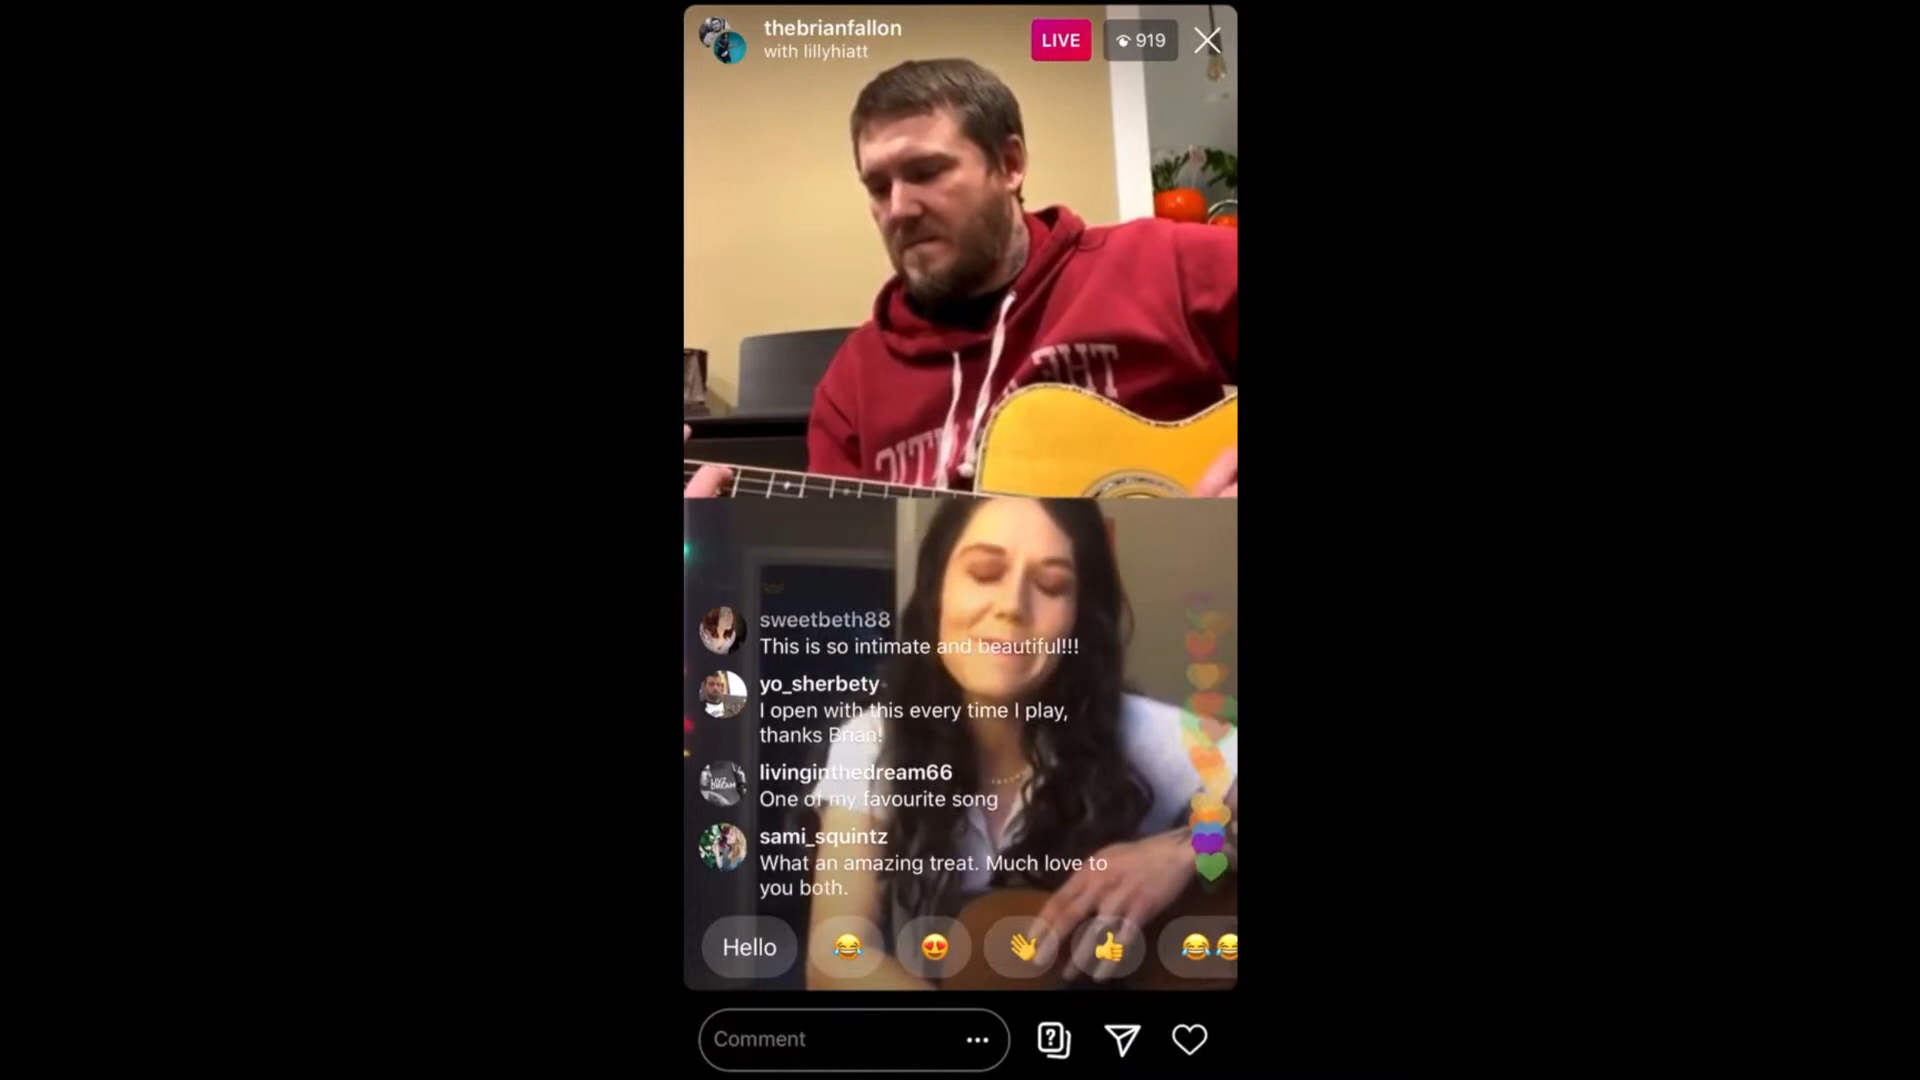 thebrianfallon
with lillyhiatt
LIVE
919
THE
sweetbeth88
This is so intimate and beautiful!!!
yo_sherbety
I open with this every time I play,
thanks Brian!
livinginthedream66
One of my favourite song
sami_squintz
What an amazing treat. Much love to
you both.
Hello
Comment